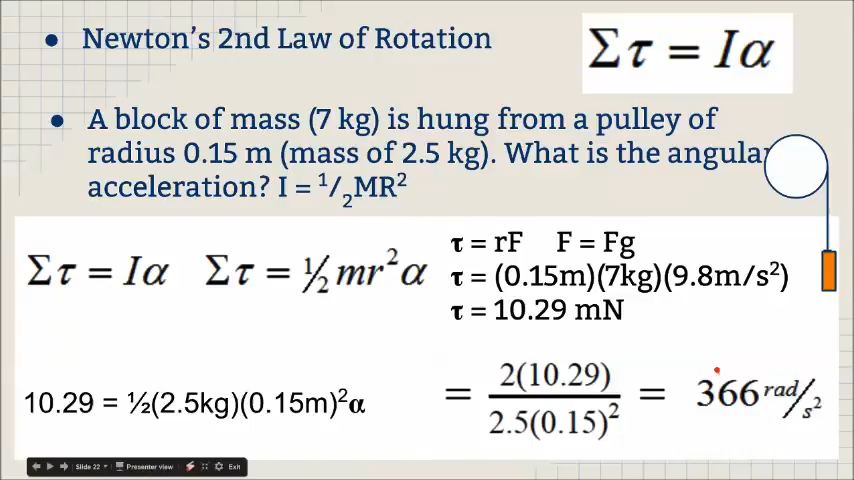 ● Newton's 2nd Law of Rotation
Στ = Iα
● A block of mass (7 kg) is hung from a pulley of
radius 0.15 m (mass of 2.5 kg). What is the angular
acceleration? I = ¹/₂MR²
Στ = Iα Στ = ½mr²α
τ = rF F = Fg
τ = (0.15m)(7kg)(9.8m/s²)
τ = 10.29 mN
10.29 = ½(2.5kg)(0.15m)²α
= 2(10.29) / 2.5(0.15)² = 366 rad/s²
Slide 22 Presenter view Exit